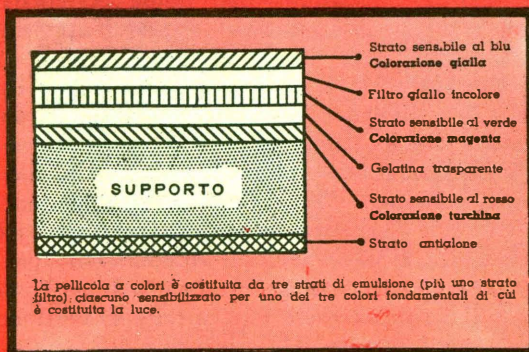 Strato sensibile al blu
Colorazione gialla
Filtro giallo incolore
Strato sensibile al verde
Colorazione magenta
Gelatina trasparente
SUPPORTO
Strato sensibile al rosso
Colorazione turchina
Strato antialone
La pellicola a colori è costituita da tre strati di emulsione (più uno strato
filtro) ciascuno sensibilizzato per uno dei tre colori fondamentali di cui
è costituita la luce.